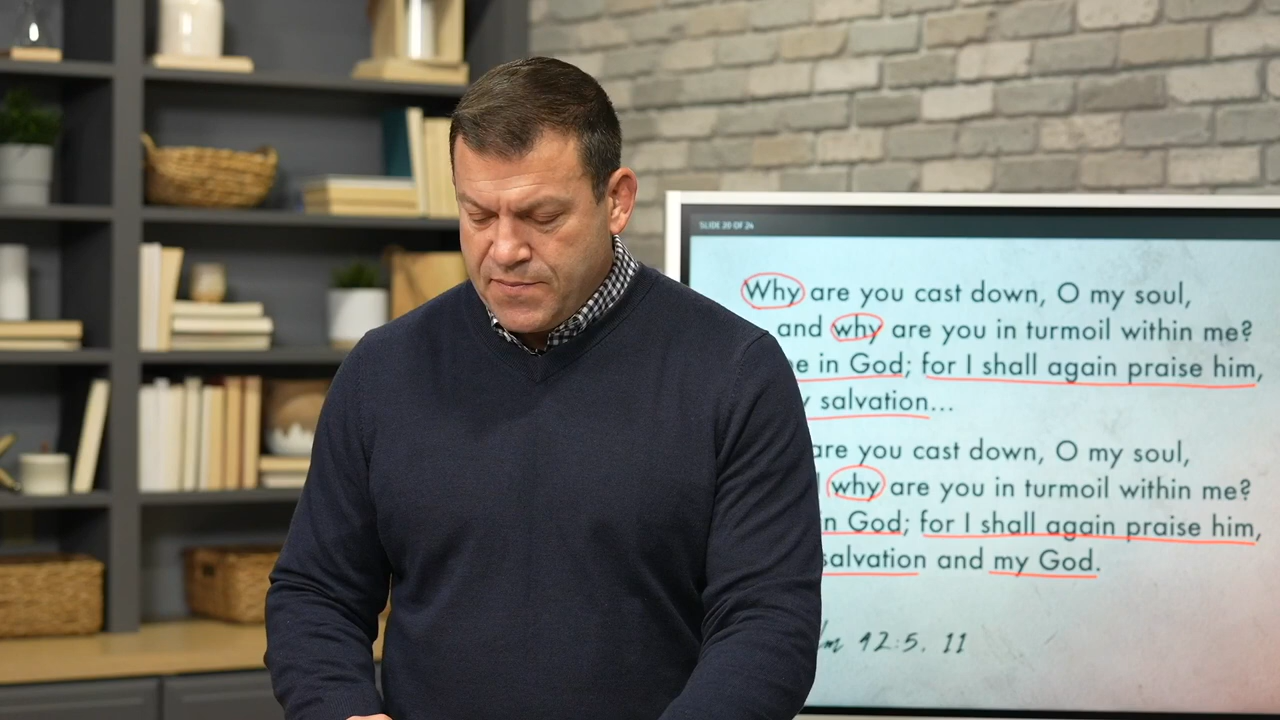 SLIDE 20 OF 24
Why are you cast down, O my soul,
and why are you in turmoil within me?
in God; for I shall again praise him,
salvation...
are you cast down, O my soul,
why are you in turmoil within me?
in God; for I shall again praise him,
salvation and my God.
42:5, 11